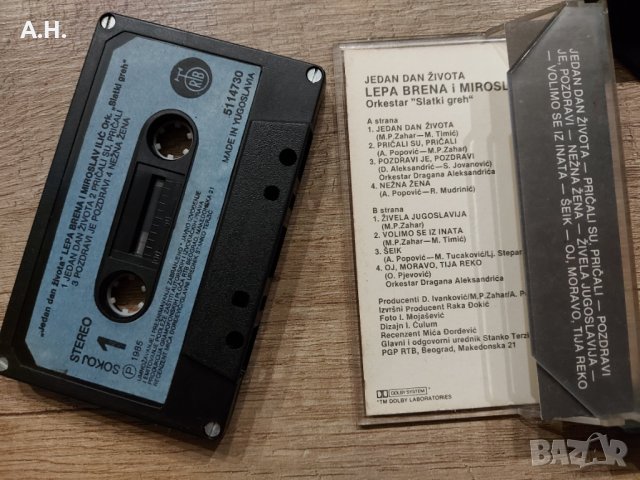 A.H.
RTB
5114730
MADE IN YUGOSLAVIA
„Jedan dan života" LEPA BRENA i MIROSLAV ILIĆ Ork. „Slatki greh"
1 JEDAN DAN ŽIVOTA 2 PRIČALI SU, PRIČALI
3 POZDRAVI JE POZDRAVI 4 NEŽNA ŽENA
STEREO
SOKOJ
1
P 1985
JEDAN DAN ŽIVOTA
LEPA BRENA i MIROSL
Orkestar "Slatki greh"
A strana
1. JEDAN DAN ŽIVOTA
(M.P.Zahar—M. Timić)
2. PRIČALI SU, PRIČALI
(A. Popović—M.P.Zahar)
3. POZDRAVI JE, POZDRAVI
(D. Aleksandrić—S. Jovanović)
Orkestar Dragana Aleksandrića
4. NEŽNA ŽENA
(A. Popović—R. Mudrinić)
B strana
1. ŽIVELA JUGOSLAVIJA
(M.P.Zahar)
2. VOLIMO SE IZ INATA
(M.P.Zahar—M. Timić)
3. ŠEIK
(A. Popović—M. Tucaković/Lj. Stepan
4. OJ, MORAVO, TIJA REKO
(O. Pjevović)
Orkestar Dragana Aleksandrića
Producenti D. Ivanković/M.P.Zahar/A. P
Izvršni Producent Raka Đokić
Foto I. Mojašević
Dizajn I. Ćulum
Recenzent Mića Đorđević
Glavni i odgovorni urednik Stanko Terzi
PGP RTB, Beograd, Makedonska 21
DOLBY SYSTEM
"TM DOLBY LABORATORIES
JEDAN DAN ŽIVOTA — PRIČALI SU, PRIČALI — POZDRAVI
JE, POZDRAVI — NEŽNA ŽENA — ŽIVELA JUGOSLAVIJA —
— VOLIMO SE IZ INATA — ŠEIK — OJ, MORAVO, TIJA REKO
BAZAR